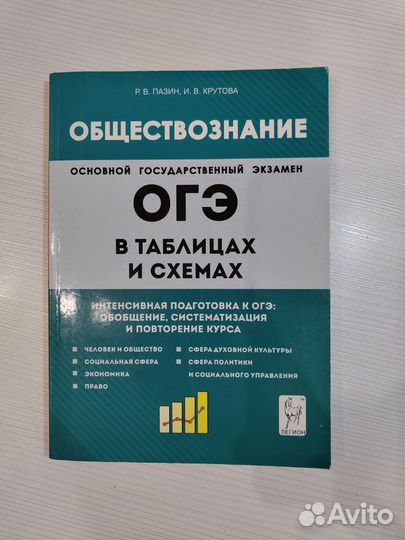 Р. В. ПАЗИН, И. В. КРУТОВА
ОБЩЕСТВОЗНАНИЕ
ОСНОВНОЙ ГОСУДАРСТВЕННЫЙ ЭКЗАМЕН
ОГЭ
В ТАБЛИЦАХ
И СХЕМАХ
ИНТЕНСИВНАЯ ПОДГОТОВКА К ОГЭ:
ОБОБЩЕНИЕ, СИСТЕМАТИЗАЦИЯ
И ПОВТОРЕНИЕ КУРСА
ЧЕЛОВЕК И ОБЩЕСТВО
СОЦИАЛЬНАЯ СФЕРА
ЭКОНОМИКА
ПРАВО
СФЕРА ДУХОВНОЙ КУЛЬТУРЫ
СФЕРА ПОЛИТИКИ
И СОЦИАЛЬНОГО УПРАВЛЕНИЯ
ЛЕГИОН
Avito